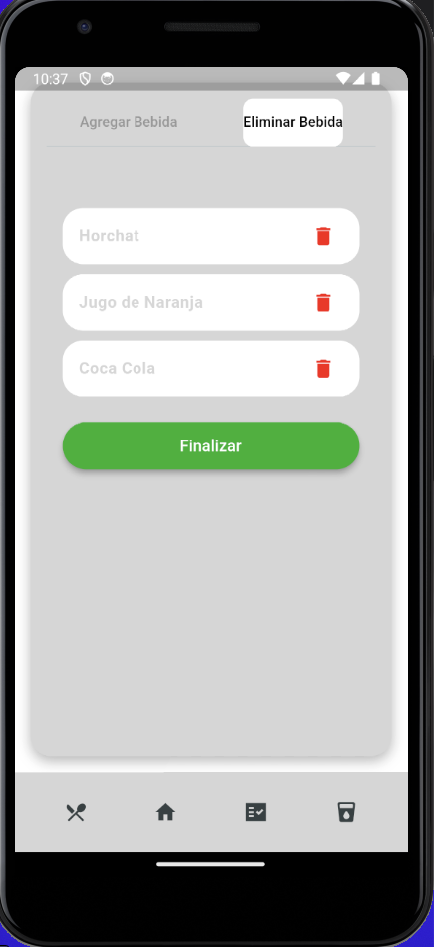 10:37
Agregar Bebida
Eliminar Bebida
Horchat
Jugo de Naranja
Coca Cola
Finalizar